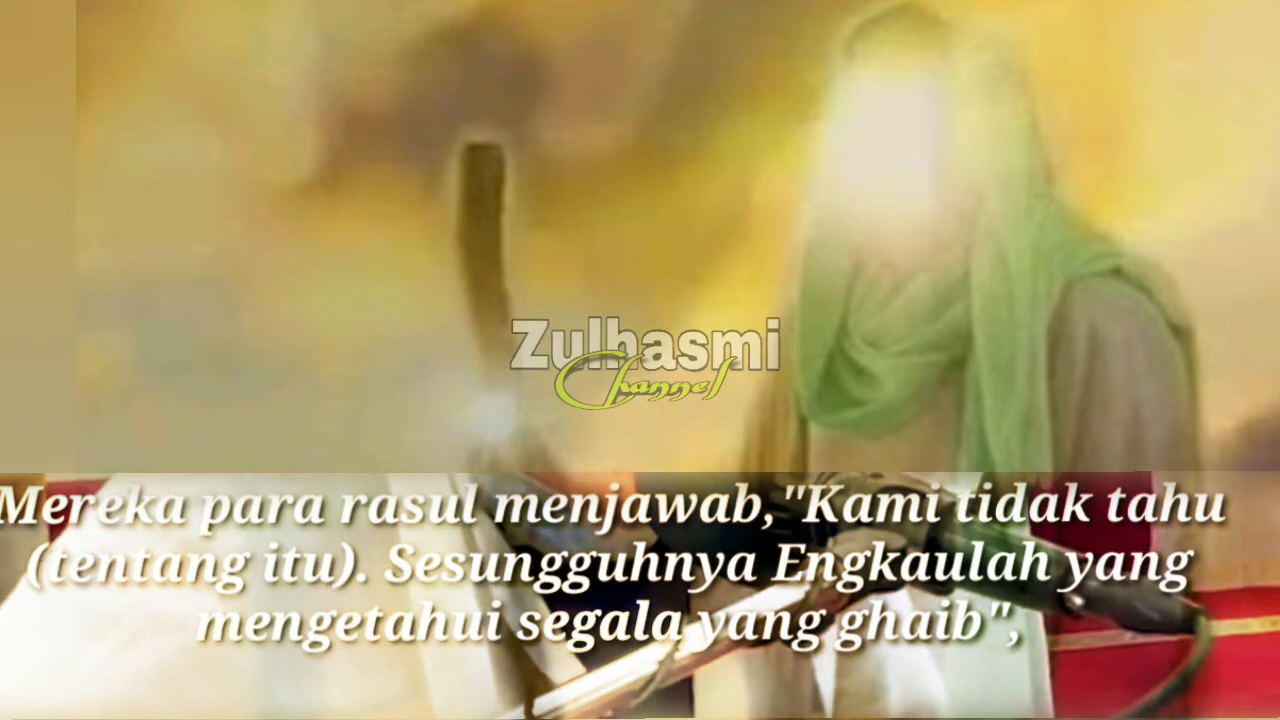 Zulhasmi
Channel
Mereka para rasul menjawab,"Kami tidak tahu
(tentang itu). Sesungguhnya Engkaulah yang
mengetahui segala yang ghaib",